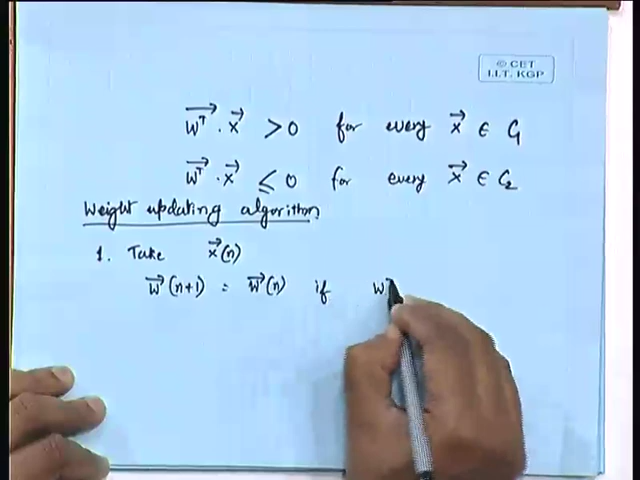 © CET
I.I.T. KGP
W^T · x > 0 for every x ∈ C₁
W^T · x ≤ 0 for every x ∈ C₂
Weight updating algorithm
1. Take x(n)
w(n+1) = w(n) if w